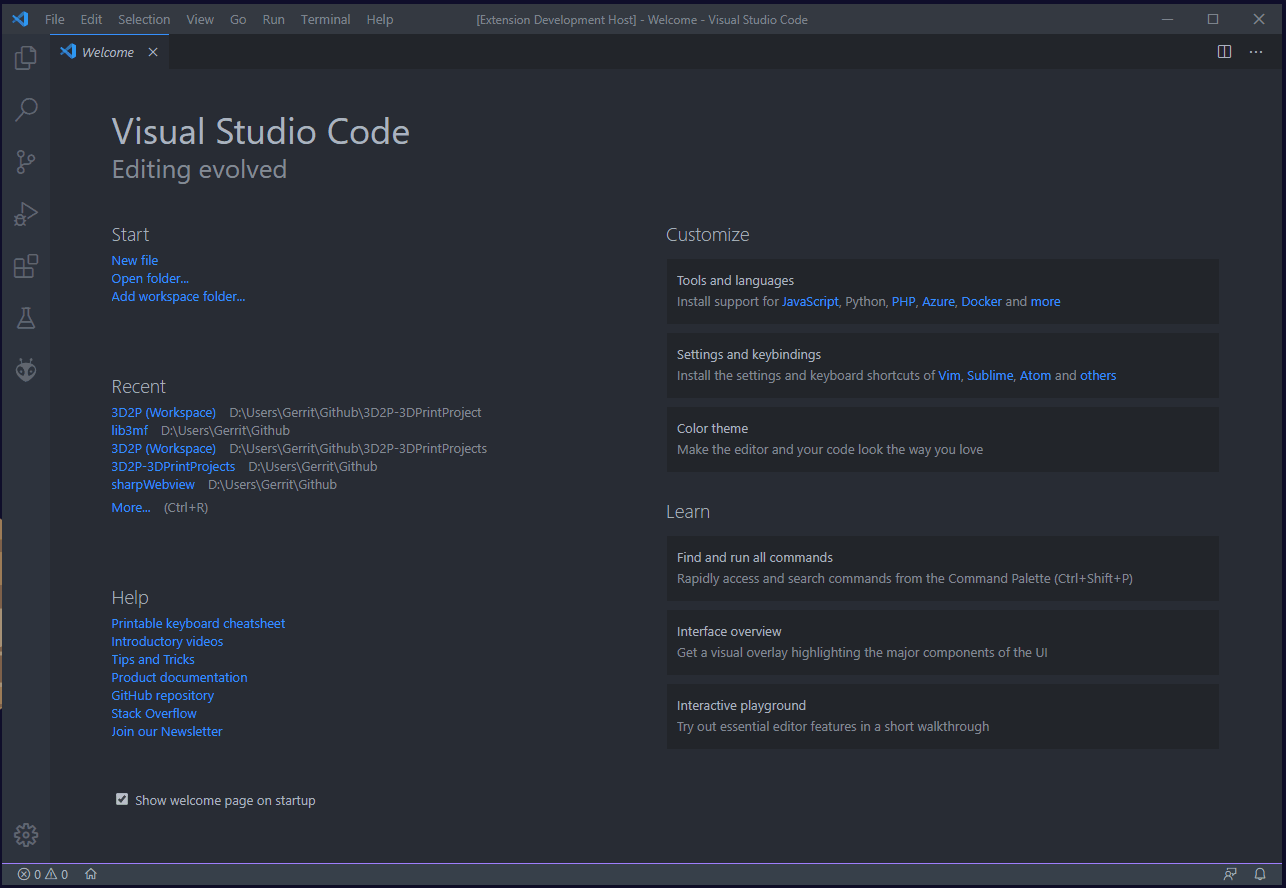 File Edit Selection View Go Run Terminal Help [Extension Development Host] - Welcome - Visual Studio Code
Welcome
Visual Studio Code
Editing evolved
Start
New file
Open folder...
Add workspace folder...
Recent
3D2P (Workspace) D:\Users\Gerrit\Github\3D2P-3DPrintProject
lib3mf D:\Users\Gerrit\Github
3D2P (Workspace) D:\Users\Gerrit\Github\3D2P-3DPrintProjects
3D2P-3DPrintProjects D:\Users\Gerrit\Github
sharpWebview D:\Users\Gerrit\Github
More... (Ctrl+R)
Help
Printable keyboard cheatsheet
Introductory videos
Tips and Tricks
Product documentation
GitHub repository
Stack Overflow
Join our Newsletter
Show welcome page on startup
Customize
Tools and languages
Install support for JavaScript, Python, PHP, Azure, Docker and more
Settings and keybindings
Install the settings and keyboard shortcuts of Vim, Sublime, Atom and others
Color theme
Make the editor and your code look the way you love
Learn
Find and run all commands
Rapidly access and search commands from the Command Palette (Ctrl+Shift+P)
Interface overview
Get a visual overlay highlighting the major components of the UI
Interactive playground
Try out essential editor features in a short walkthrough
0 0